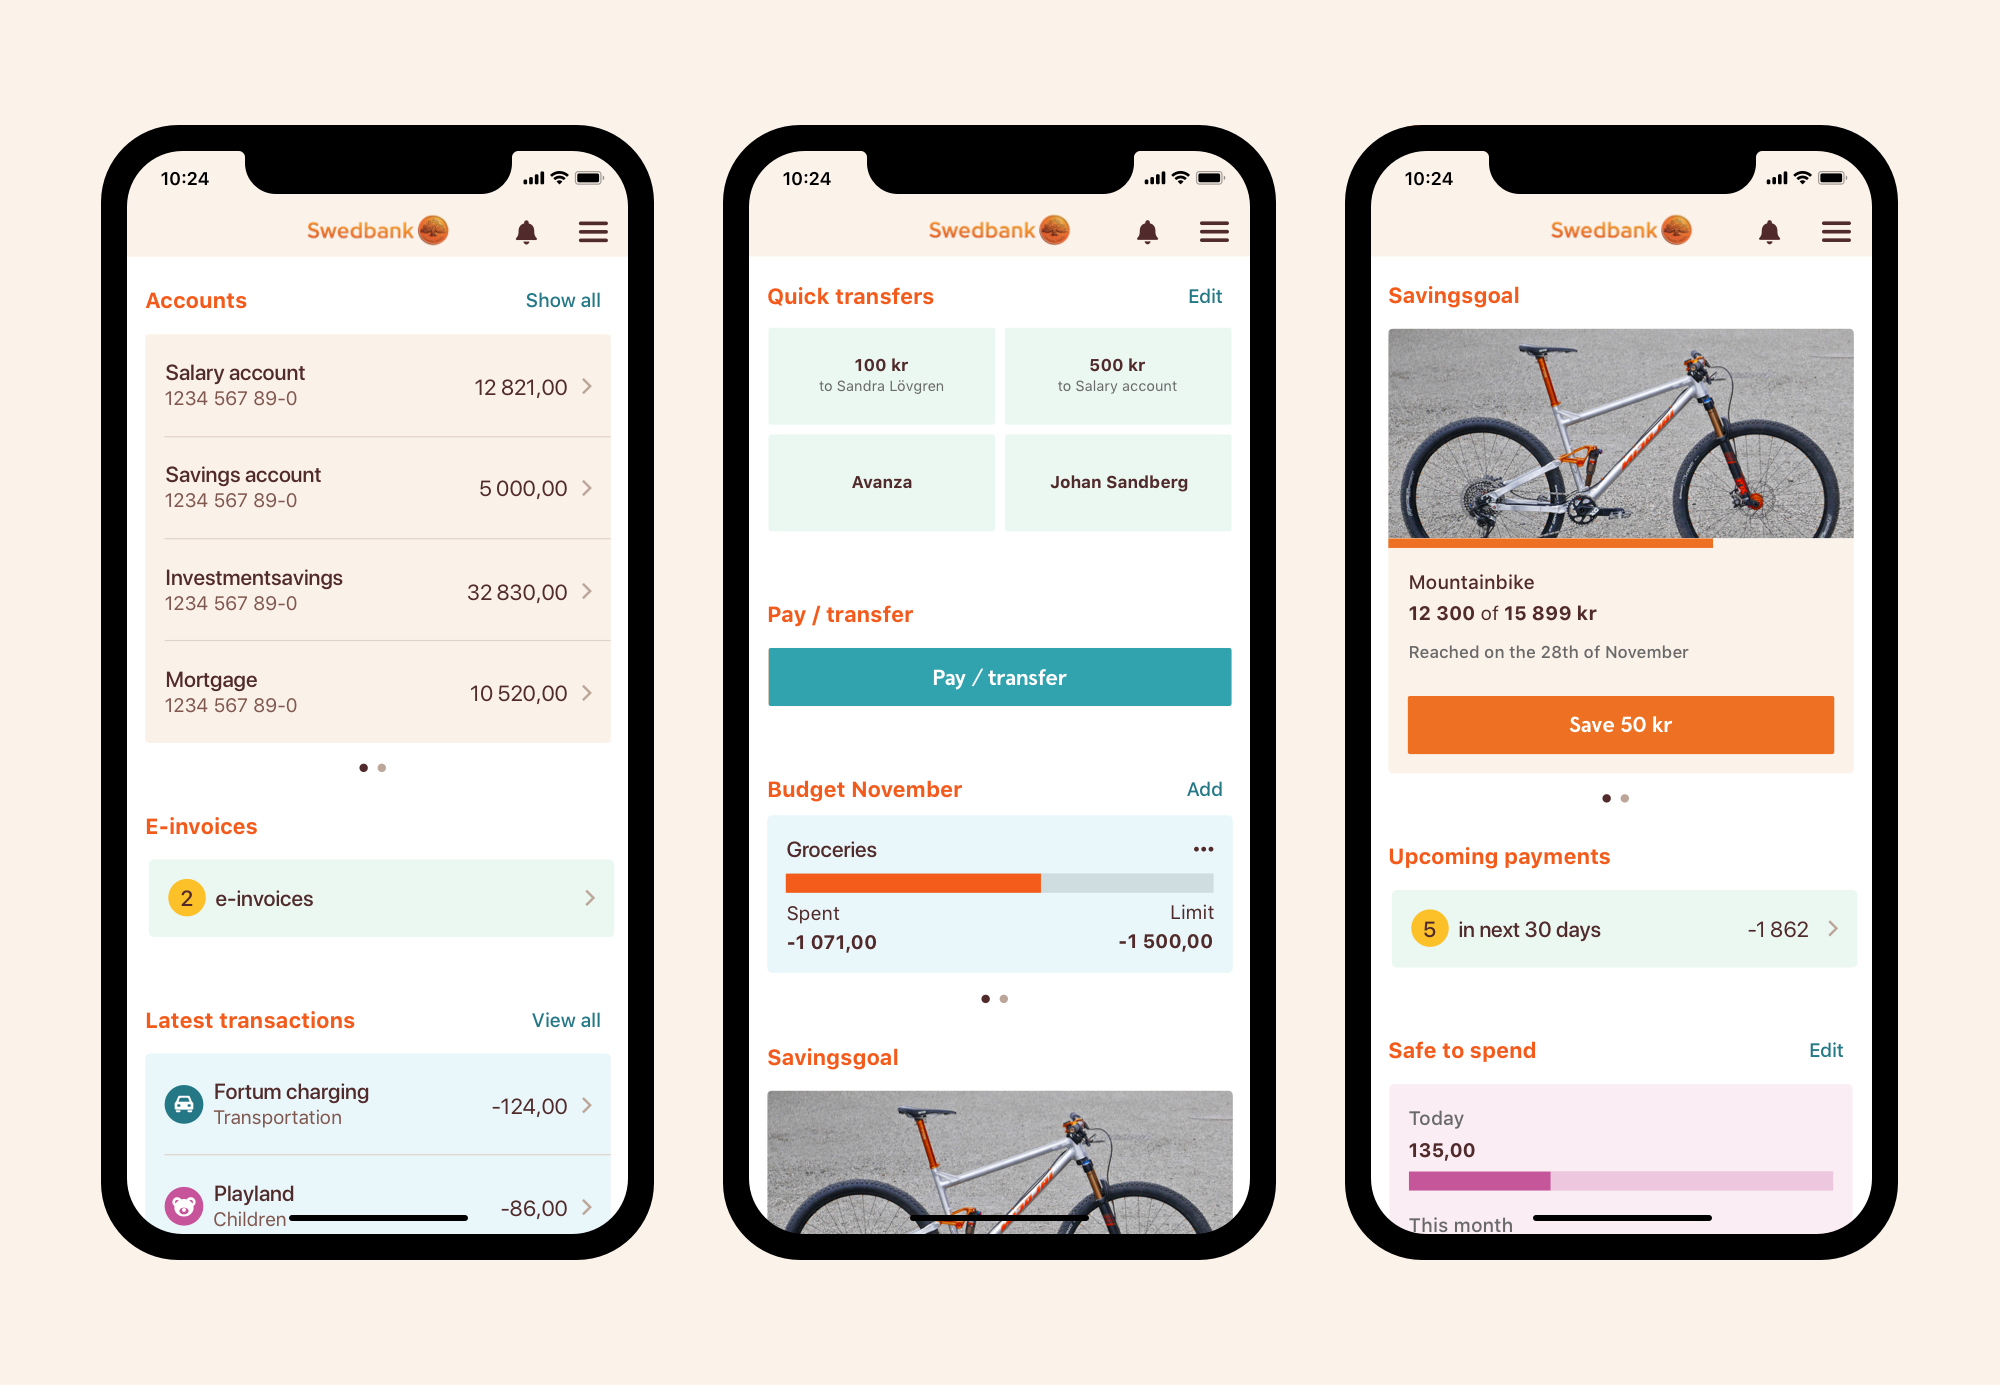 10:24
Swedbank
Accounts
Show all
Salary account
1234 567 89-0
12 821,00
Savings account
1234 567 89-0
5 000,00
Investmentsavings
1234 567 89-0
32 830,00
Mortgage
1234 567 89-0
10 520,00
E-invoices
2 e-invoices
Latest transactions
View all
Fortum charging
Transportation
-124,00
Playland
Children
-86,00
10:24
Swedbank
Quick transfers
Edit
100 kr
to Sandra Lövgren
500 kr
to Salary account
Avanza
Johan Sandberg
Pay / transfer
Pay / transfer
Budget November
Add
Groceries
Spent
Limit
-1 071,00
-1 500,00
Savingsgoal
10:24
Swedbank
Savingsgoal
Mountainbike
12 300 of 15 899 kr
Reached on the 28th of November
Save 50 kr
Upcoming payments
5 in next 30 days
-1 862
Safe to spend
Edit
Today
135,00
This month